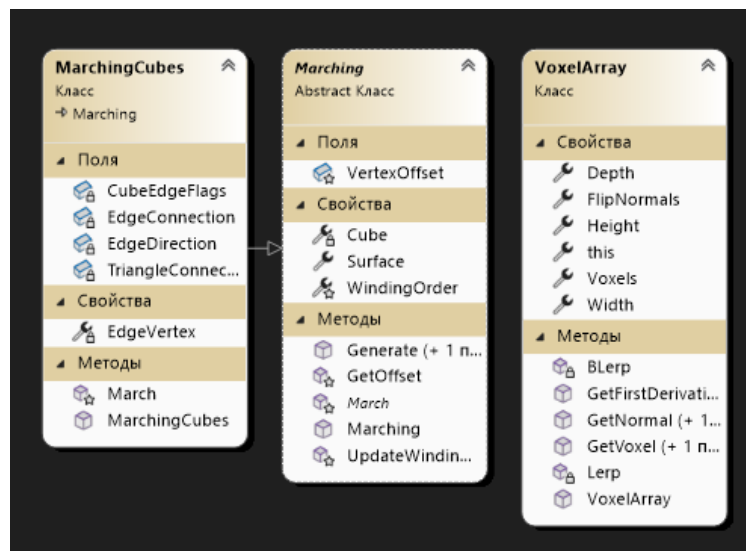 MarchingCubes
Класс
Marching
Поля
CubeEdgeFlags
EdgeConnection
EdgeDirection
TriangleConnec...
Свойства
EdgeVertex
Методы
March
MarchingCubes
Marching
Abstract Класс
Поля
VertexOffset
Свойства
Cube
Surface
WindingOrder
Методы
Generate (+ 1 п...
GetOffset
March
Marching
UpdateWindin...
VoxelArray
Класс
Свойства
Depth
FlipNormals
Height
this
Voxels
Width
Методы
BLerp
GetFirstDerivati...
GetNormal (+ 1...
GetVoxel (+ 1 п...
Lerp
VoxelArray